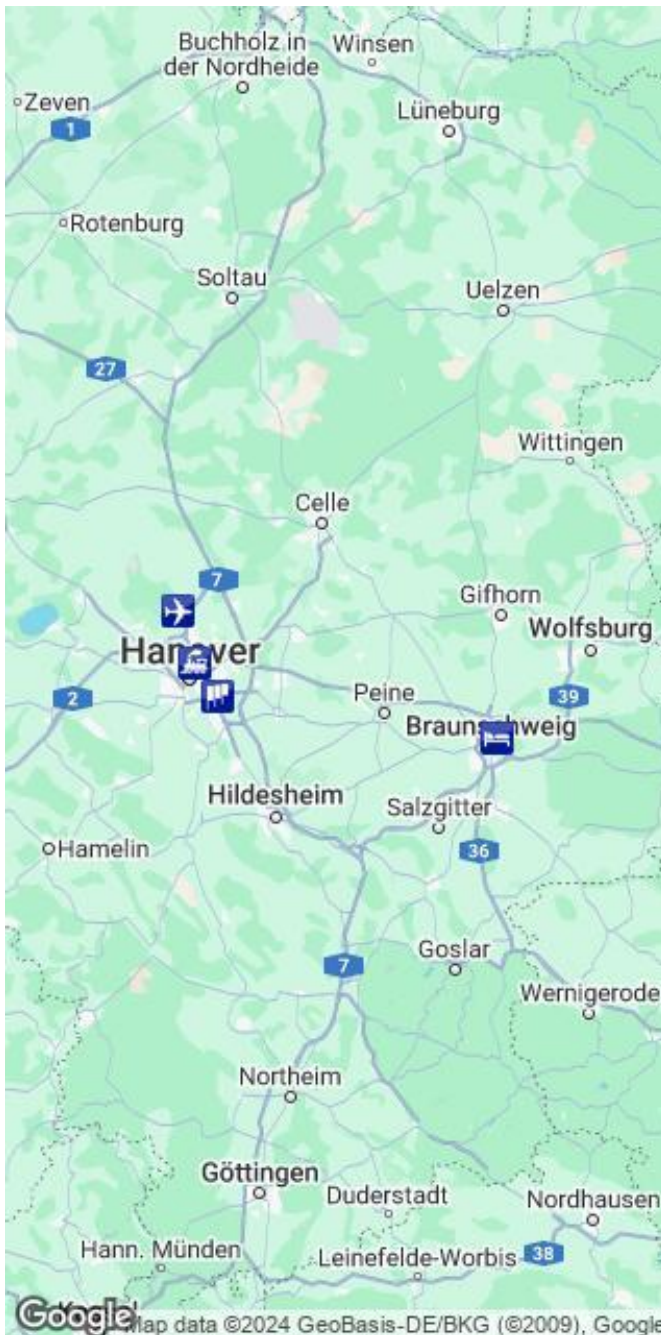 Buchholz in
der Nordheide
Winsen
Zeven
1
Lüneburg
Rotenburg
Soltau
Uelzen
27
Wittingen
Celle
7
Gifhorn
Hanover
Wolfsburg
2
Peine
39
Braunschweig
Hildesheim
Salzgitter
Hamelin
36
Goslar
7
Wernigerode
Northeim
Göttingen
Duderstadt
Nordhausen
Hann. Münden
Leinefelde-Worbis
38
Google
Map data ©2024 GeoBasis-DE/BKG (©2009), Google